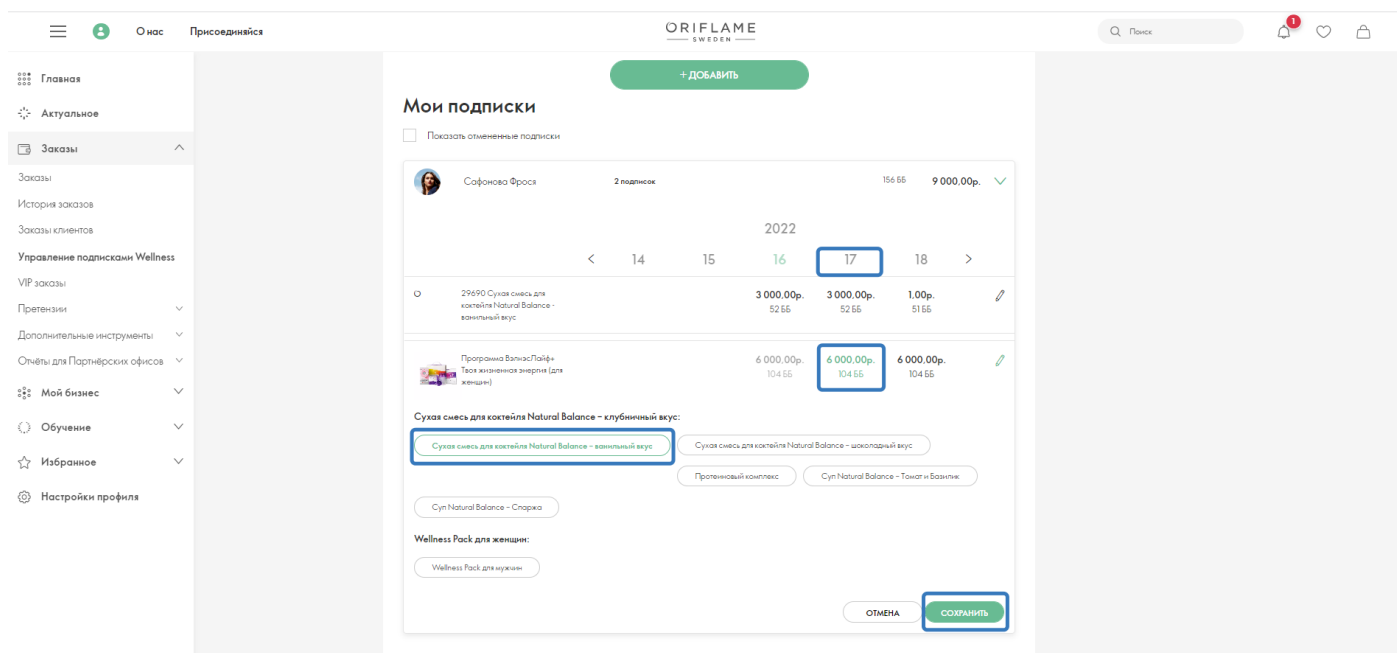 О нас
Присоединяйся
ORIFLAME
SWEDEN
Поиск
1
Главная
Актуальное
Заказы
Заказы
История заказов
Заказы клиентов
Управление подписками Wellness
VIP заказы
Претензии
Дополнительные инструменты
Отчёты для Партнёрских офисов
Мой бизнес
Обучение
Избранное
Настройки профиля
+ ДОБАВИТЬ
Мои подписки
Показать отмененные подписки
Сафонова Фрося
2 подписок
156 ББ
9 000,00р.
2022
< 14 15 16 17 18 >
29690 Сухая смесь для
коктейля Natural Balance -
ванильный вкус
3 000,00р. 3 000,00р. 1,00р.
52 ББ 52 ББ 51 ББ
Программа ВэлнэсЛайф+
Твоя жизненная энергия (для
женщин)
6 000,00р. 6 000,00р. 6 000,00р.
104 ББ 104 ББ 104 ББ
Сухая смесь для коктейля Natural Balance – клубничный вкус:
Сухая смесь для коктейля Natural Balance – ванильный вкус
Сухая смесь для коктейля Natural Balance – шоколадный вкус
Протеиновый комплекс
Суп Natural Balance – Томат и Базилик
Суп Natural Balance – Спаржа
Wellness Pack для женщин:
Wellness Pack для мужчин
ОТМЕНА
СОХРАНИТЬ